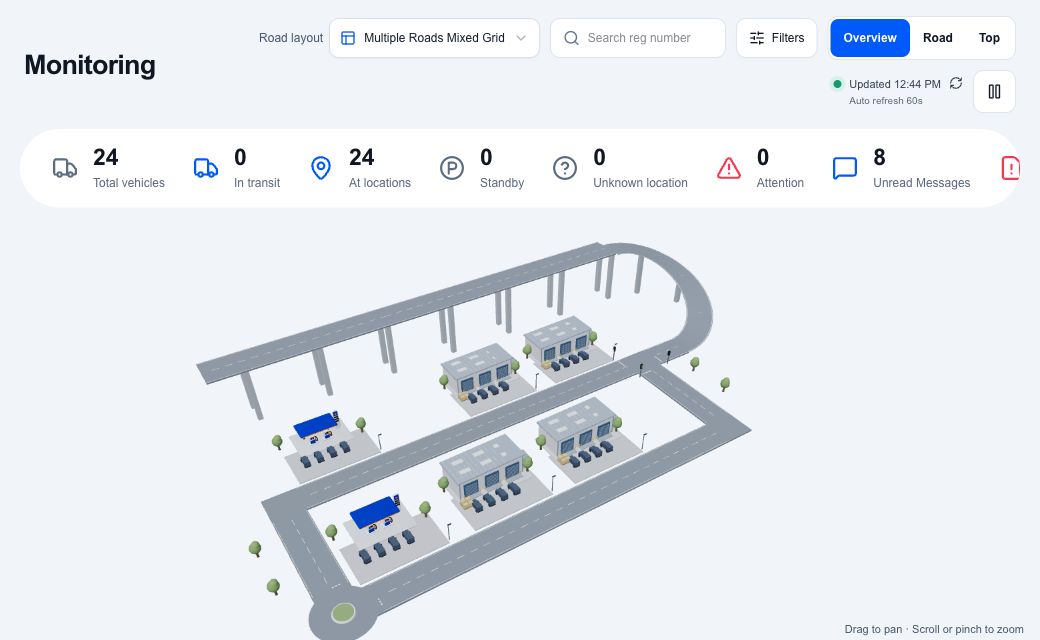 Monitoring
Road layout
Multiple Roads Mixed Grid
Search reg number
Filters
Overview
Road
Top
Updated 12:44 PM
Auto refresh 60s
24
Total vehicles
0
In transit
24
At locations
0
Standby
0
Unknown location
0
Attention
8
Unread Messages
Drag to pan · Scroll or pinch to zoom